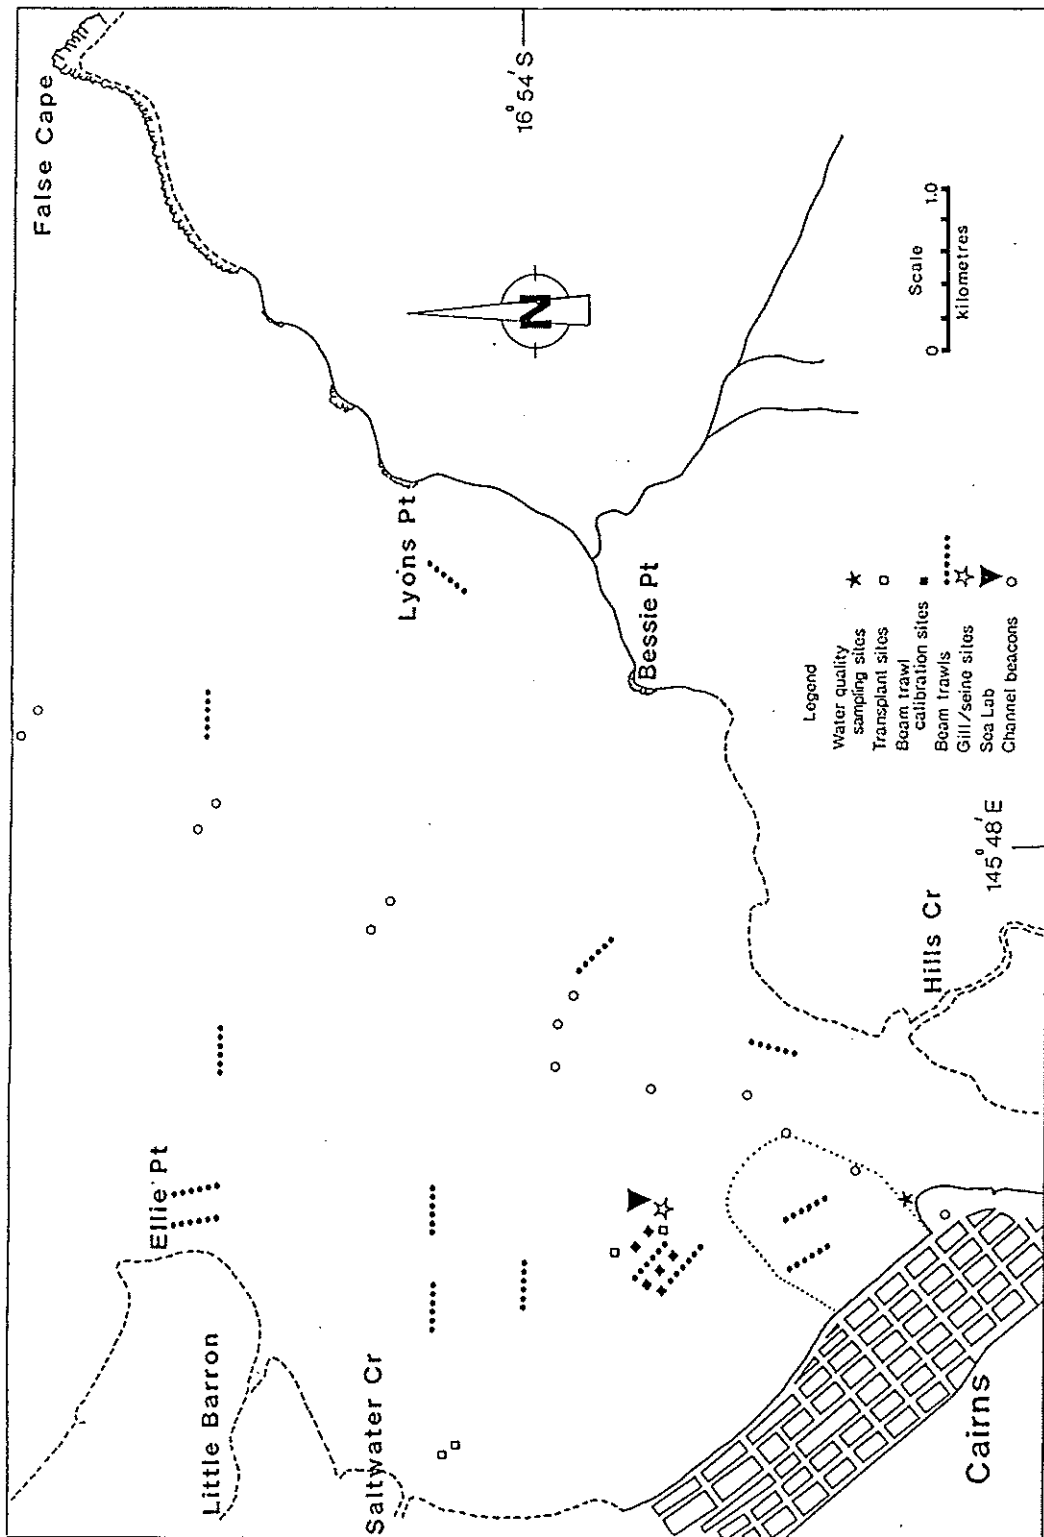 False Cape
16°54'S
Lyons Pt
N
Scale
0 1.0
kilometres
Bessie Pt
Ellie Pt
Little Barron
Saltwater Cr
Legend
Water quality
sampling sites
Transplant sites
Beam trawl
calibration sites
Beam trawls
Gill/seine sites
Sea Lab
Channel beacons
Hills Cr
145°48'E
Cairns